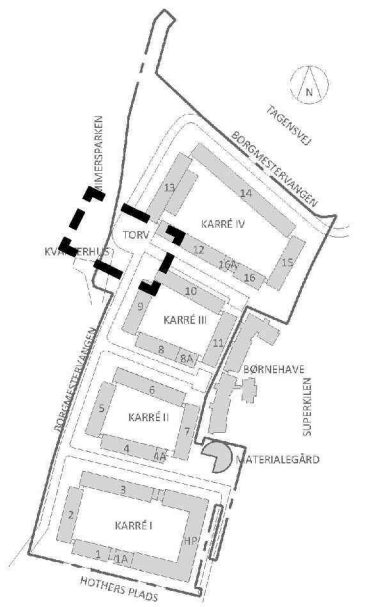 N
TAGENSVEJ
MIMERSPARKEN
BORGMESTERVANGEN
13
14
KARRÉ IV
TORV
12
KVARTERHUS
16A
16
15
10
9
KARRÉ III
11
8
8A
BØRNEHAVE
BORGMESTERVANGEN
6
5
KARRÉ II
SUPERKILEN
7
4
4A
MATERIALEGÅRD
3
2
KARRÉ I
HP
1
1A
HOTHERS PLADS